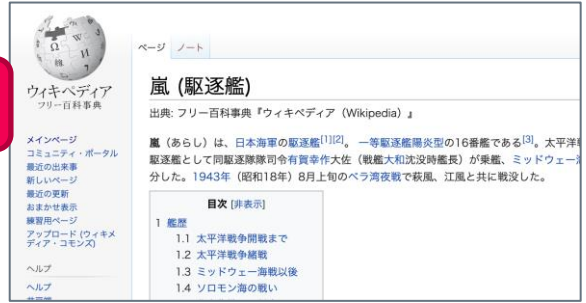 ウィキペディア
フリー百科事典
メインページ
コミュニティ・ポータル
最近の出来事
新しいページ
最近の更新
おまかせ表示
練習用ページ
アップロード (ウィキメ
ディア・コモンズ)
ヘルプ
ヘルプ
ページ ノート
嵐 (駆逐艦)
出典: フリー百科事典『ウィキペディア（Wikipedia）』
嵐（あらし）は、日本海軍の駆逐艦[1][2]。 一等駆逐艦陽炎型の16番艦である[3]。太平洋
駆逐艦として同駆逐隊隊司令有賀幸作大佐（戦艦大和沈没時艦長）が乗艦、ミッドウェー
分した。1943年（昭和18年）8月上旬のベラ湾夜戦で萩風、江風と共に戦没した。
目次 [非表示]
1 艦歴
1.1 太平洋戦争開戦まで
1.2 太平洋戦争緒戦
1.3 ミッドウェー海戦以後
1.4 ソロモン海の戦い